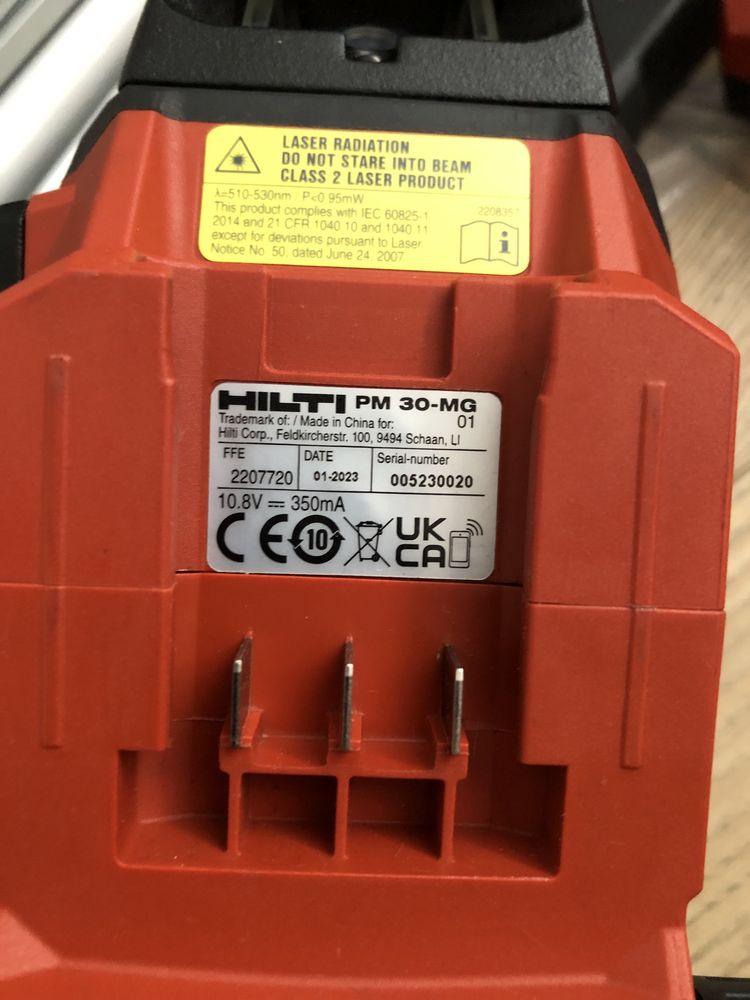 LASER RADIATION
DO NOT STARE INTO BEAM
CLASS 2 LASER PRODUCT
λ=510-530nm / P<0.95mW
This product complies with IEC 60825-1
2014 and 21 CFR 1040.10 and 1040.11
except for deviations pursuant to Laser
Notice No. 50, dated June 24, 2007
220835
HILTI PM 30-MG
Trademark of: / Made in China for: 01
Hilti Corp., Feldkircherstr. 100, 9494 Schaan, LI
FFE DATE Serial-number
2207720 01-2023 005230020
10.8V ⎓ 350mA
CE 10 UK
CA